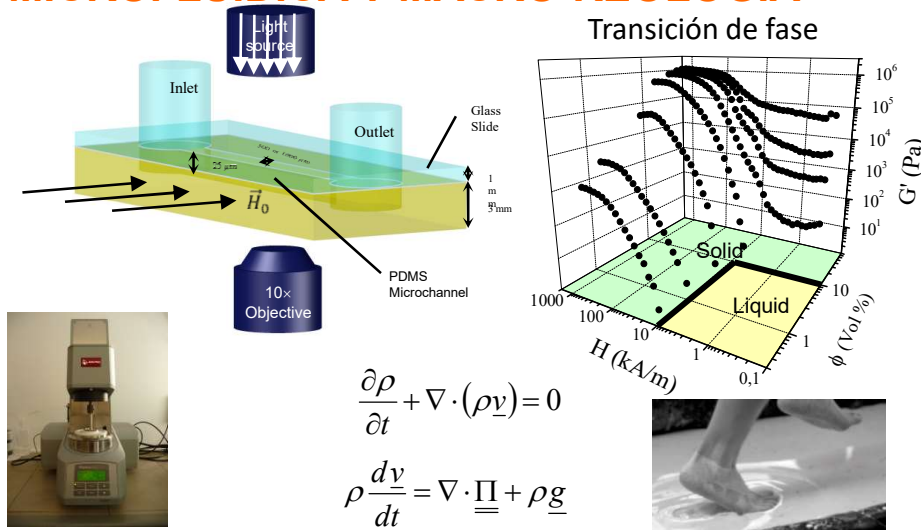 Transición de fase
Light
source
Inlet
Outlet
Glass
Slide
25 μm
1
m
m
3 mm
H⃗₀
PDMS
Microchannel
10×
Objective
10⁶
10⁵
10⁴
10³
10²
10¹
G' (Pa)
Solid
Liquid
1000
100
10
1
0,1
H (kA/m)
10
1
ϕ (Vol %)
∂ρ/∂t + ∇·(ρv) = 0
ρ dv/dt = ∇·Π + ρg